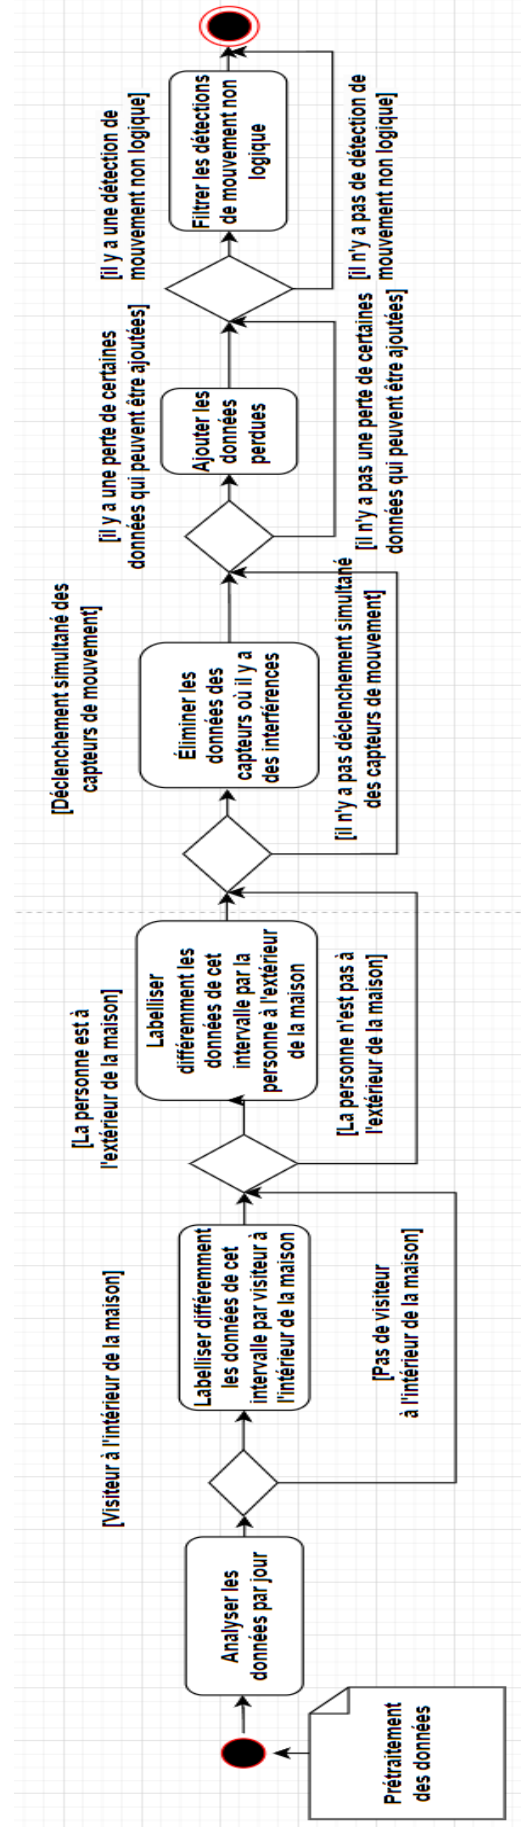 Prétraitement
des données
Analyser les
données par jour
[Visiteur à l'intérieur de la maison]
[Pas de visiteur
à l'intérieur de la maison]
Labelliser différemment
les données de cet
intervalle par visiteur à
l'intérieur de la maison
[La personne est à
l'extérieur de la maison]
[La personne n'est pas à
l'extérieur de la maison]
Labelliser
différemment les
données de cet
intervalle par la
personne à l'extérieur
de la maison
[Déclenchement simultané des
capteurs de mouvement]
[il n'y a pas déclenchement simultané
des capteurs de mouvement]
Éliminer les
données des
capteurs où il y a
des interférences
[il y a une perte de certaines
données qui peuvent être ajoutées]
[il n'y a pas une perte de certaines
données qui peuvent être ajoutées]
Ajouter les
données
perdues
[il y a une détection de
mouvement non logique]
[il n'y a pas de détection de
mouvement non logique]
Filtrer les détections
de mouvement non
logique